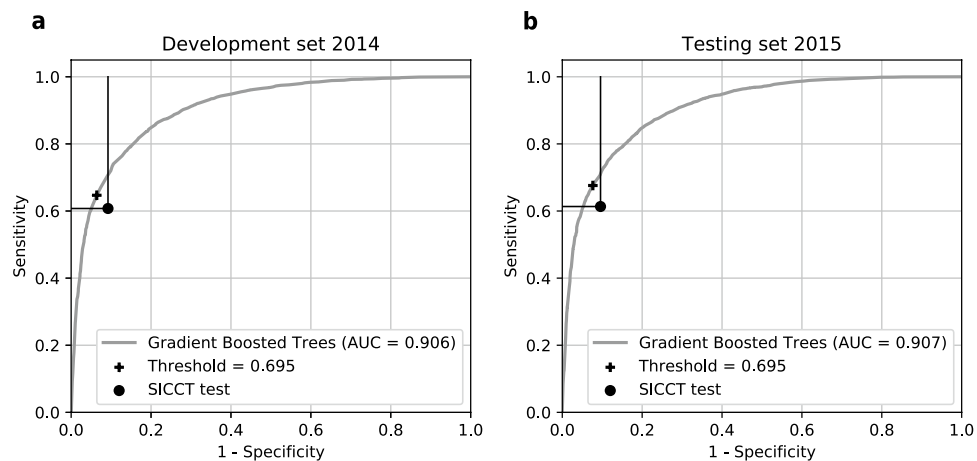 a
Development set 2014
1.0
0.8
0.6
0.4
0.2
0.0
Sensitivity
Gradient Boosted Trees (AUC = 0.906)
Threshold = 0.695
SICCT test
0.0 0.2 0.4 0.6 0.8 1.0
1 - Specificity
b
Testing set 2015
1.0
0.8
0.6
0.4
0.2
0.0
Sensitivity
Gradient Boosted Trees (AUC = 0.907)
Threshold = 0.695
SICCT test
0.0 0.2 0.4 0.6 0.8 1.0
1 - Specificity